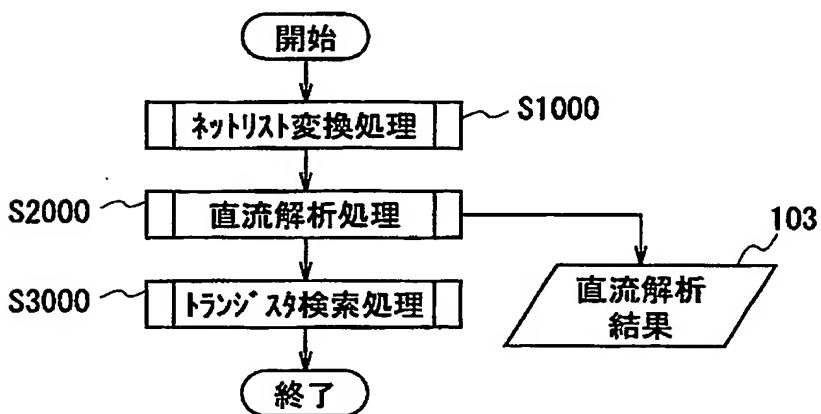 開始
ネットリスト変換処理
S1000
S2000
直流解析処理
103
直流解析
結果
S3000
トランジスタ検索処理
終了